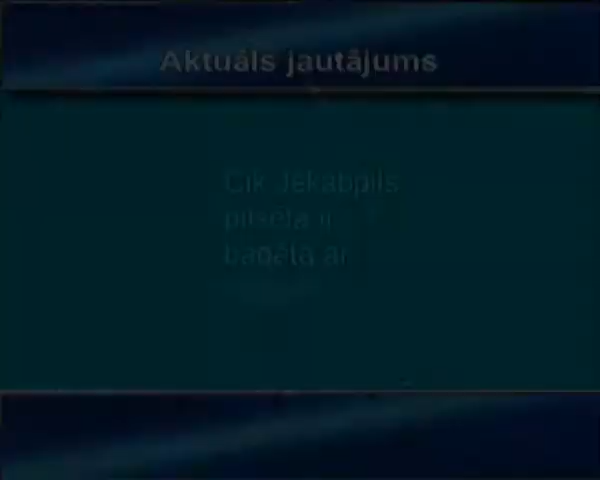 Aktuāls jautājums
Cik Jēkabpils
pilsēta ir
bagāta ar